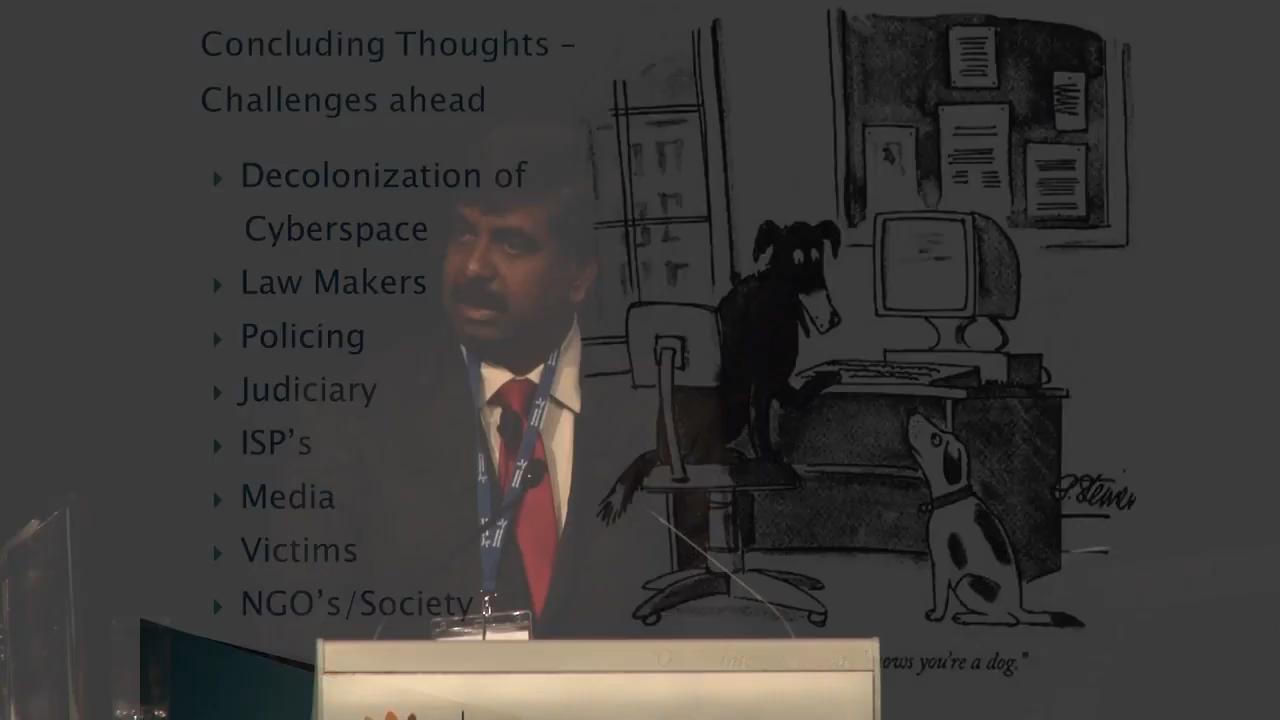 Concluding Thoughts –
Challenges ahead
Decolonization of
Cyberspace
Law Makers
Policing
Judiciary
ISP's
Media
Victims
NGO's/Society
you're a dog."